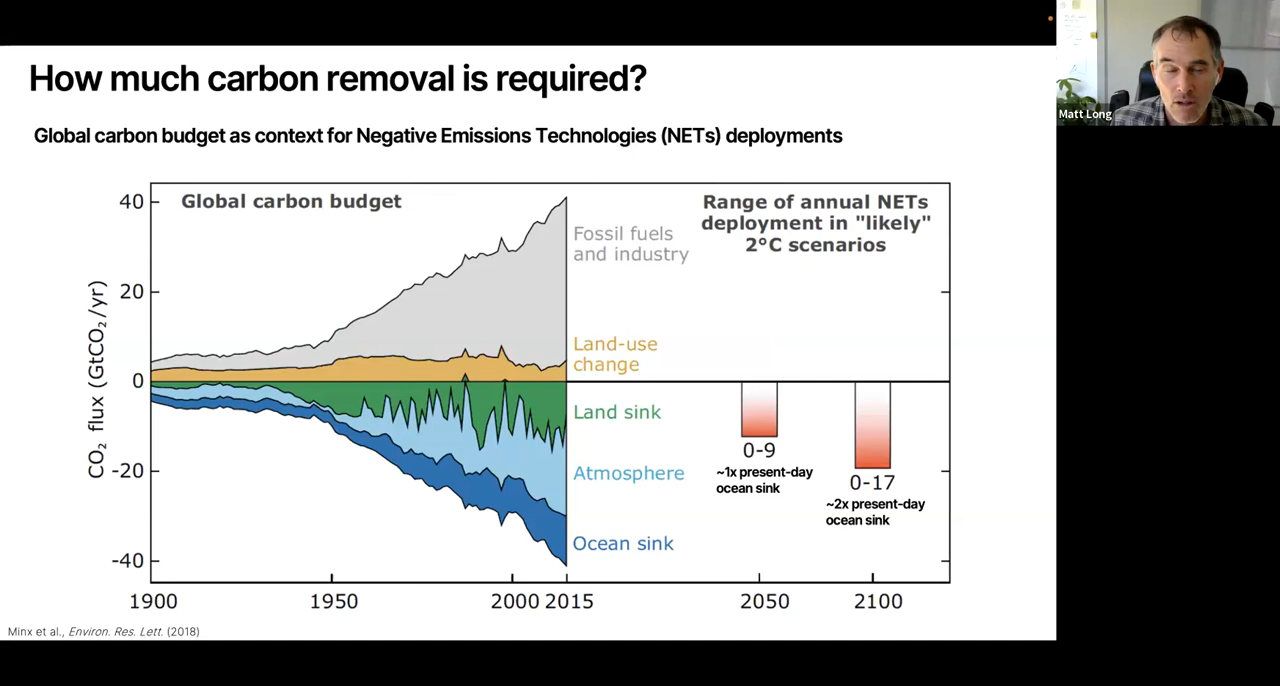 How much carbon removal is required?
Matt Long
Global carbon budget as context for Negative Emissions Technologies (NETs) deployments
Global carbon budget
Range of annual NETs
deployment in "likely"
2°C scenarios
Fossil fuels
and industry
Land-use
change
Land sink
Atmosphere
Ocean sink
CO₂ flux (GtCO₂/yr)
40
20
0
-20
-40
0-9
~1x present-day
ocean sink
0-17
~2x present-day
ocean sink
1900 1950 2000 2015 2050 2100
Minx et al., Environ. Res. Lett. (2018)